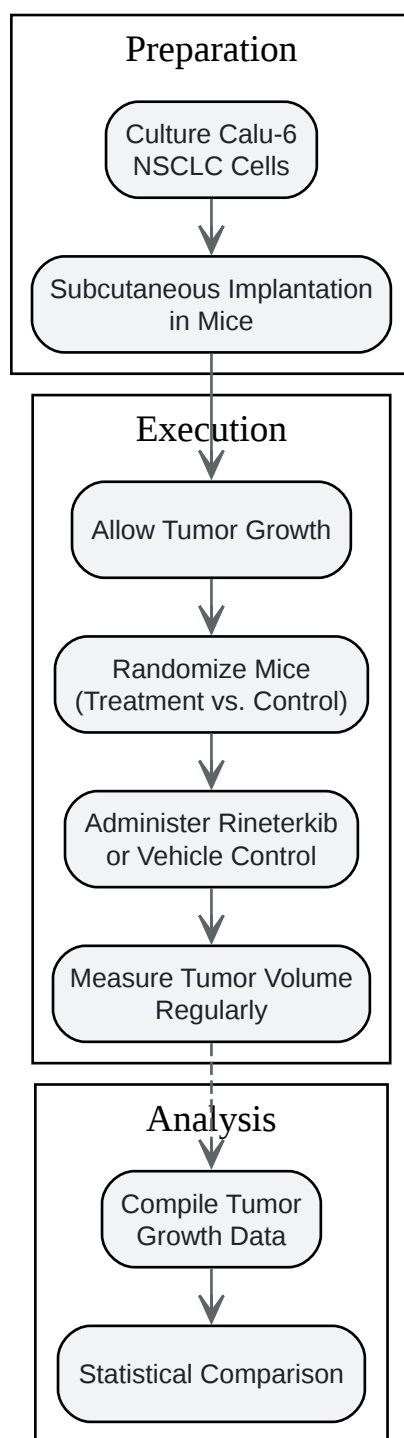 Preparation
Culture Calu-6
NSCLC Cells
Subcutaneous Implantation
in Mice
Execution
Allow Tumor Growth
Randomize Mice
(Treatment vs. Control)
Administer Rineterkib
or Vehicle Control
Measure Tumor Volume
Regularly
Analysis
Compile Tumor
Growth Data
Statistical Comparison